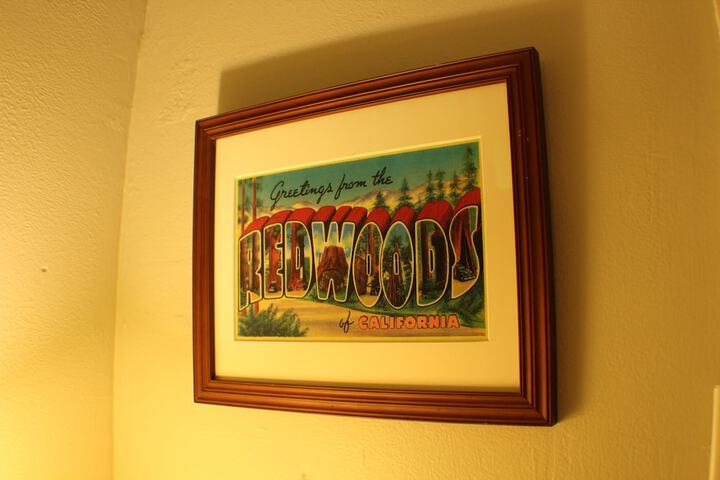 Greetings from the
REDWOODS
of CALIFORNIA